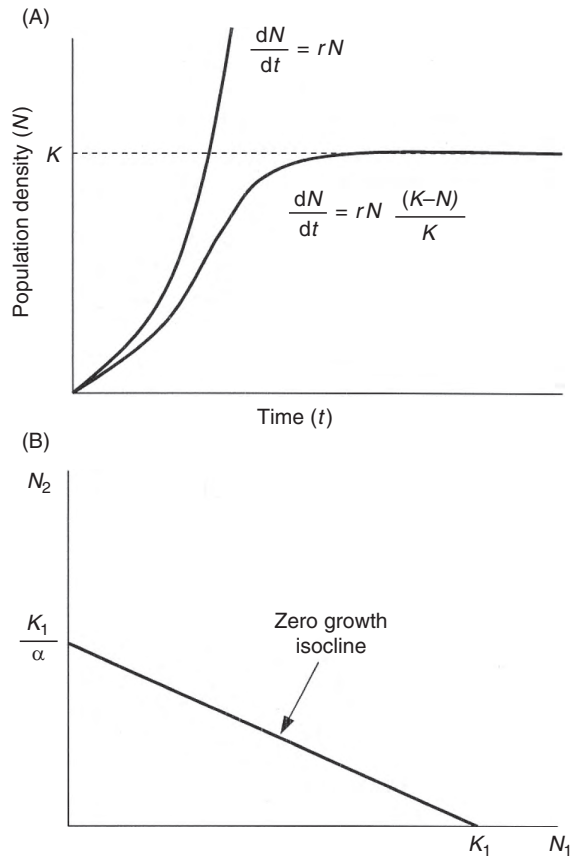 (A)
dN/dt = rN
K
dN/dt = rN (K–N)/K
Population density (N)
Time (t)
(B)
N₂
K₁/α
Zero growth
isocline
K₁
N₁